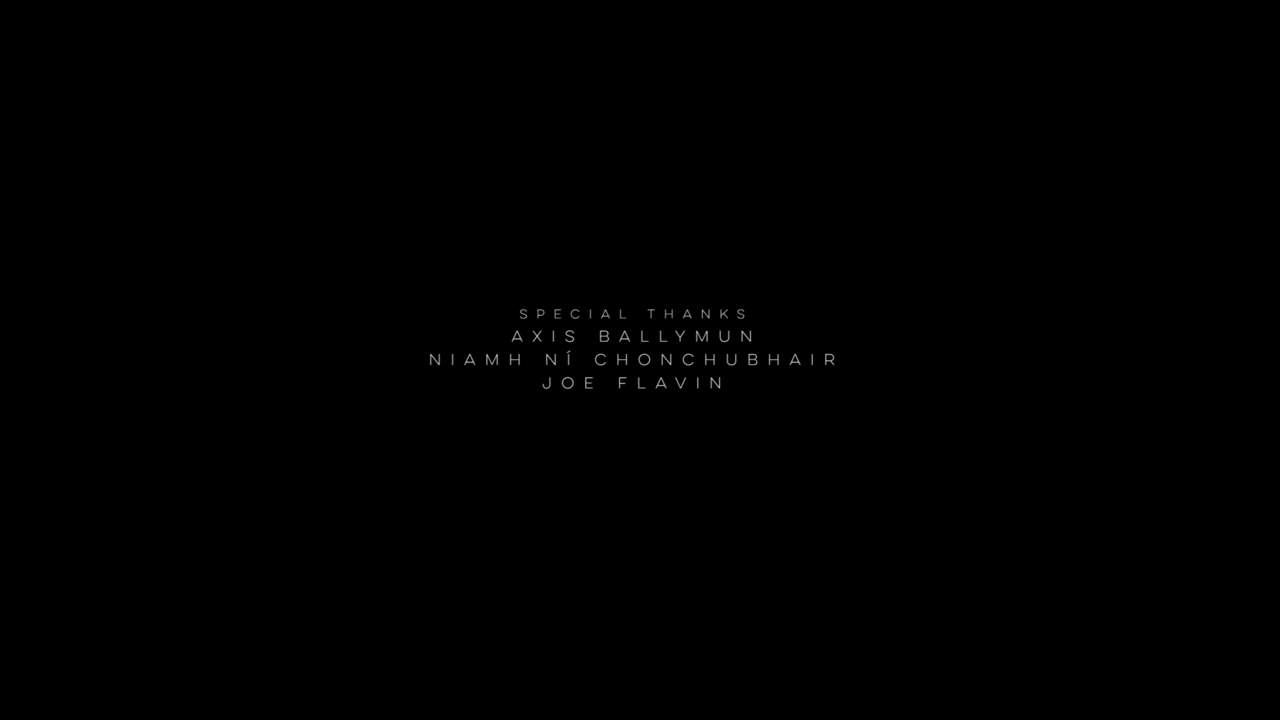 SPECIAL THANKS
AXIS BALLYMUN
NIAMH NÍ CHONCHUBHAIR
JOE FLAVIN